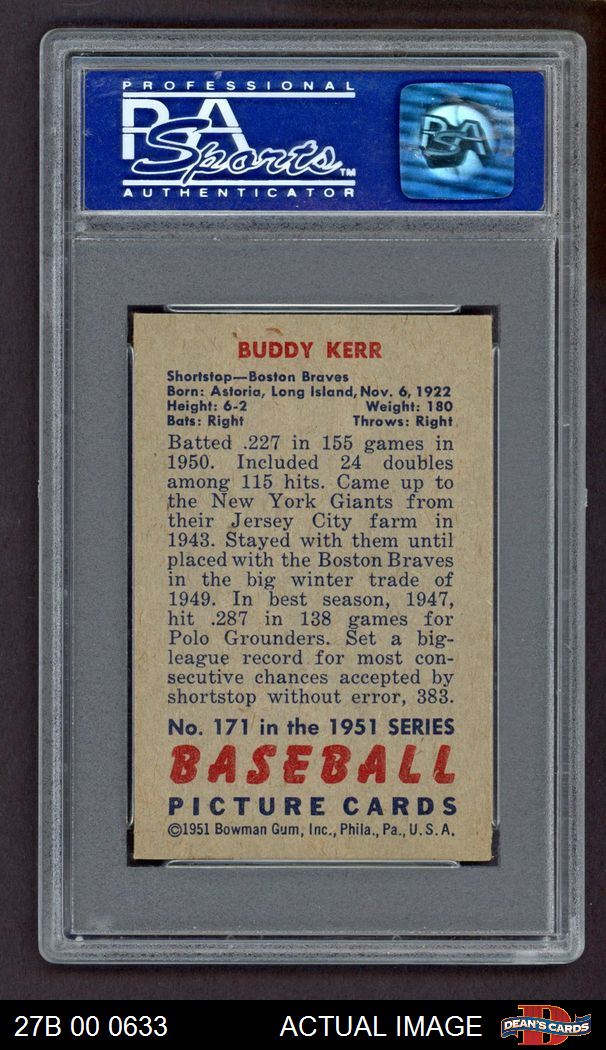 PROFESSIONAL
PSA
Sports™
AUTHENTICATOR
PSA
BUDDY KERR
Shortstop—Boston Braves
Born: Astoria, Long Island, Nov. 6, 1922
Height: 6-2 Weight: 180
Bats: Right Throws: Right
Batted .227 in 155 games in
1950. Included 24 doubles
among 115 hits. Came up to
the New York Giants from
their Jersey City farm in
1943. Stayed with them until
placed with the Boston Braves
in the big winter trade of
1949. In best season, 1947,
hit .287 in 138 games for
Polo Grounders. Set a big-
league record for most con-
secutive chances accepted by
shortstop without error, 383.
No. 171 in the 1951 SERIES
BASEBALL
PICTURE CARDS
©1951 Bowman Gum, Inc., Phila., Pa., U. S. A.
27B 00 0633 ACTUAL IMAGE D DEAN'S CARDS